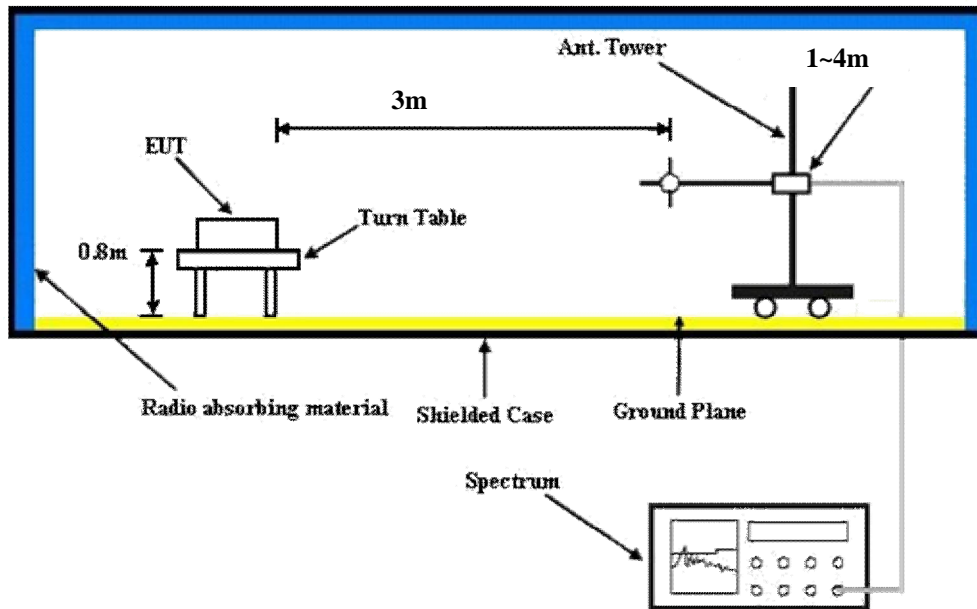 Ant. Tower
1~4m
3m
EUT
Turn Table
0.8m
Radio absorbing material
Shielded Case
Ground Plane
Spectrum